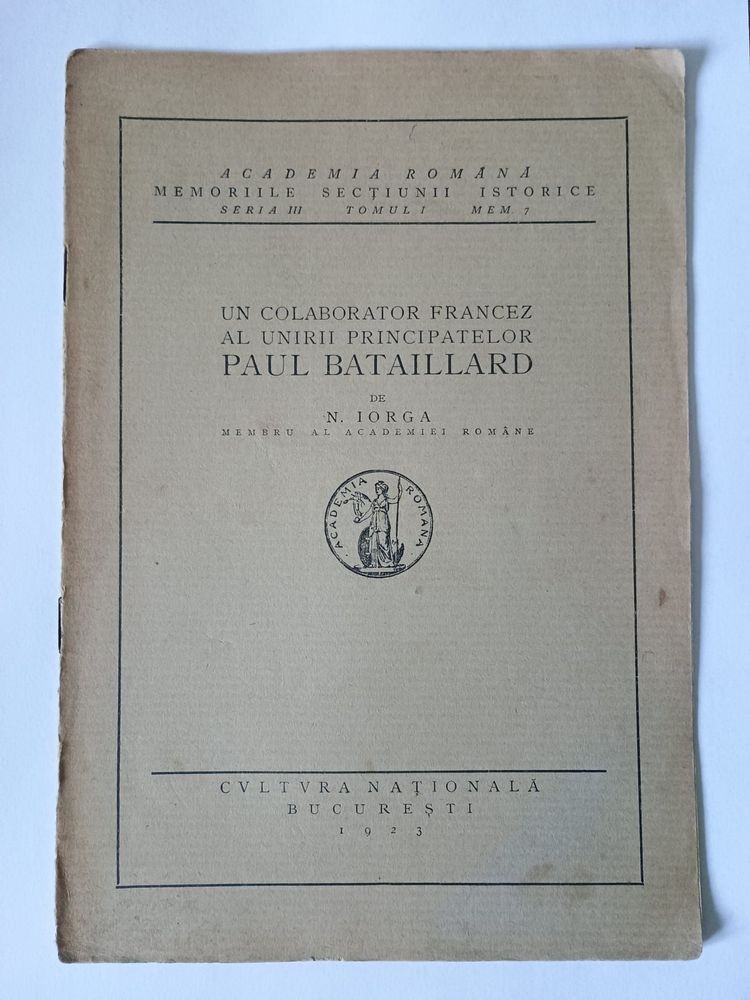 ACADEMIA ROMÂNĂ
MEMORIILE SECȚIUNII ISTORICE
SERIA III TOMUL I MEM. 7
UN COLABORATOR FRANCEZ
AL UNIRII PRINCIPATELOR
PAUL BATAILLARD
DE
N. IORGA
MEMBRU AL ACADEMIEI ROMÂNE
ACADEMIA ROMANA
CVLTVRA NAȚIONALĂ
BUCUREȘTI
1923